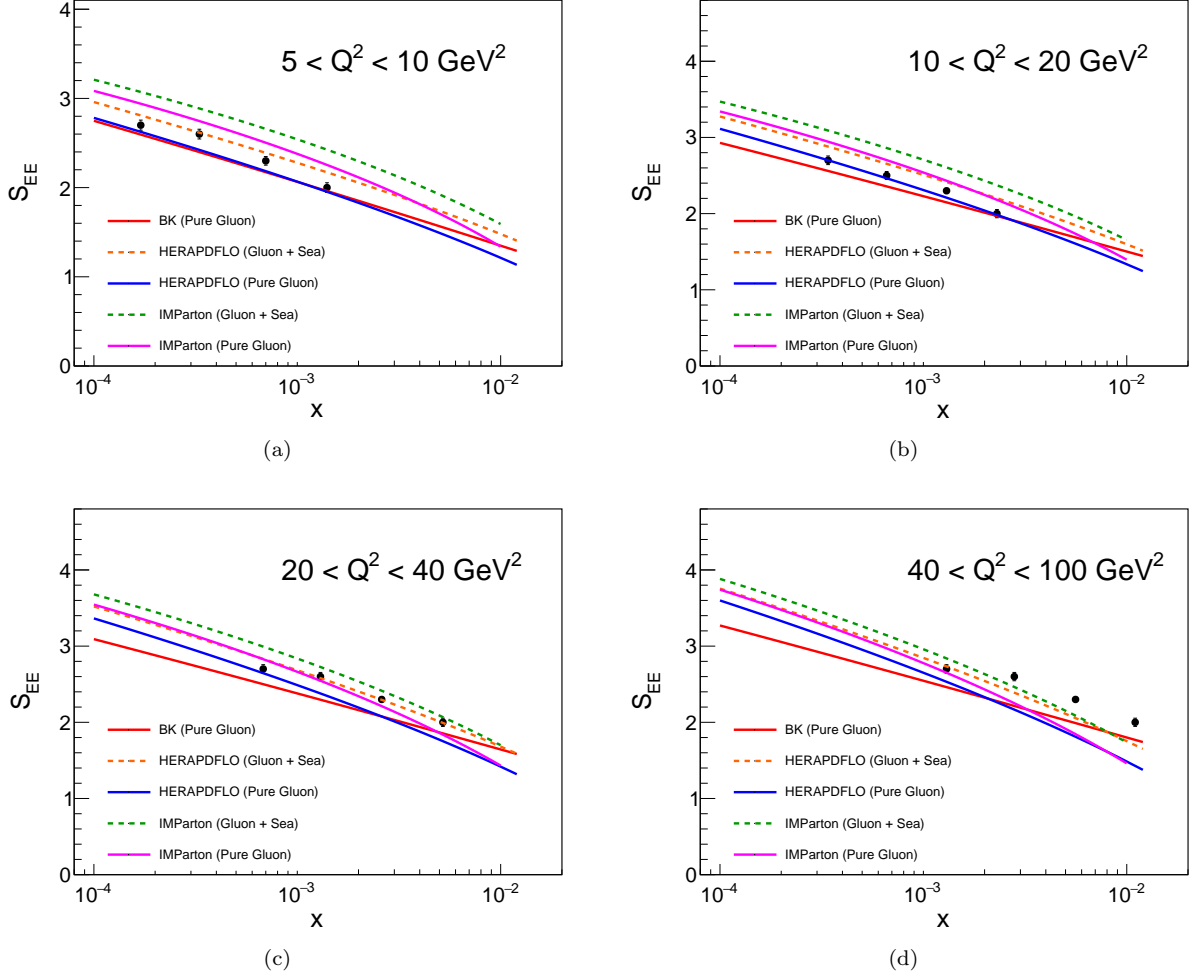 4
3
2
1
0
S_EE
5 < Q² < 10 GeV²
BK (Pure Gluon)
HERAPDFLO (Gluon + Sea)
HERAPDFLO (Pure Gluon)
IMParton (Gluon + Sea)
IMParton (Pure Gluon)
10⁻⁴ 10⁻³ 10⁻²
x
(a)
4
3
2
1
0
S_EE
10 < Q² < 20 GeV²
BK (Pure Gluon)
HERAPDFLO (Gluon + Sea)
HERAPDFLO (Pure Gluon)
IMParton (Gluon + Sea)
IMParton (Pure Gluon)
10⁻⁴ 10⁻³ 10⁻²
x
(b)
4
3
2
1
0
S_EE
20 < Q² < 40 GeV²
BK (Pure Gluon)
HERAPDFLO (Gluon + Sea)
HERAPDFLO (Pure Gluon)
IMParton (Gluon + Sea)
IMParton (Pure Gluon)
10⁻⁴ 10⁻³ 10⁻²
x
(c)
4
3
2
1
0
S_EE
40 < Q² < 100 GeV²
BK (Pure Gluon)
HERAPDFLO (Gluon + Sea)
HERAPDFLO (Pure Gluon)
IMParton (Gluon + Sea)
IMParton (Pure Gluon)
10⁻⁴ 10⁻³ 10⁻²
x
(d)